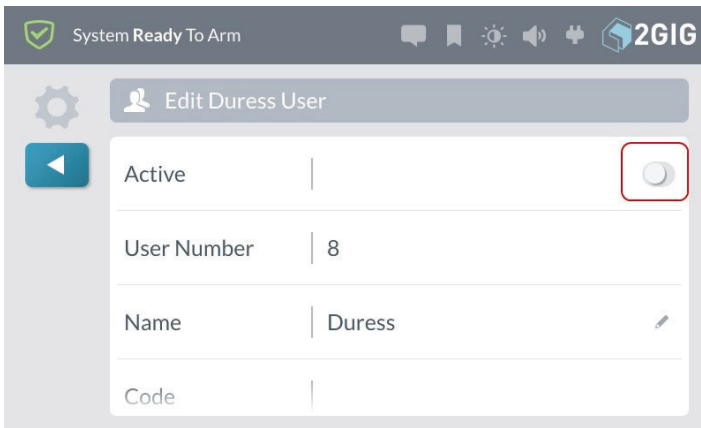 System Ready To Arm
2GIG
Edit Duress User
Active
User Number 8
Name Duress
Code